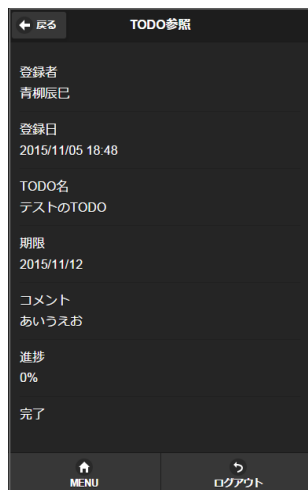 戻る
TODO参照
登録者
青柳辰巳
登録日
2015/11/05 18:48
TODO名
テストのTODO
期限
2015/11/12
コメント
あいうえお
進捗
0%
完了
MENU
ログアウト